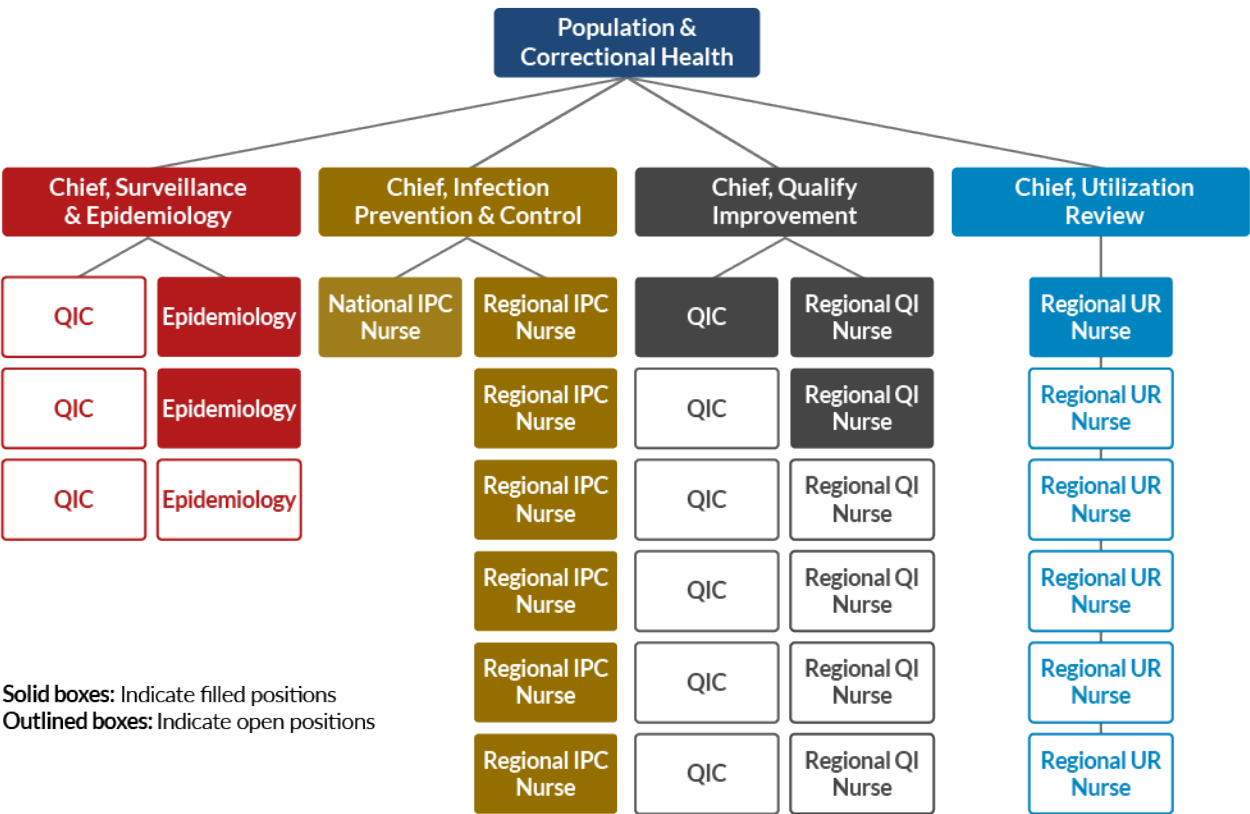 Population &
Correctional Health
Chief, Surveillance
& Epidemiology
Chief, Infection
Prevention & Control
Chief, Qualify
Improvement
Chief, Utilization
Review
QIC
Epidemiology
National IPC
Nurse
Regional IPC
Nurse
QIC
Regional QI
Nurse
Regional UR
Nurse
QIC
Epidemiology
Regional IPC
Nurse
QIC
Regional QI
Nurse
Regional UR
Nurse
QIC
Epidemiology
Regional IPC
Nurse
QIC
Regional QI
Nurse
Regional UR
Nurse
Regional IPC
Nurse
QIC
Regional QI
Nurse
Regional UR
Nurse
Regional IPC
Nurse
QIC
Regional QI
Nurse
Regional UR
Nurse
Regional IPC
Nurse
QIC
Regional QI
Nurse
Regional UR
Nurse
Solid boxes: Indicate filled positions
Outlined boxes: Indicate open positions